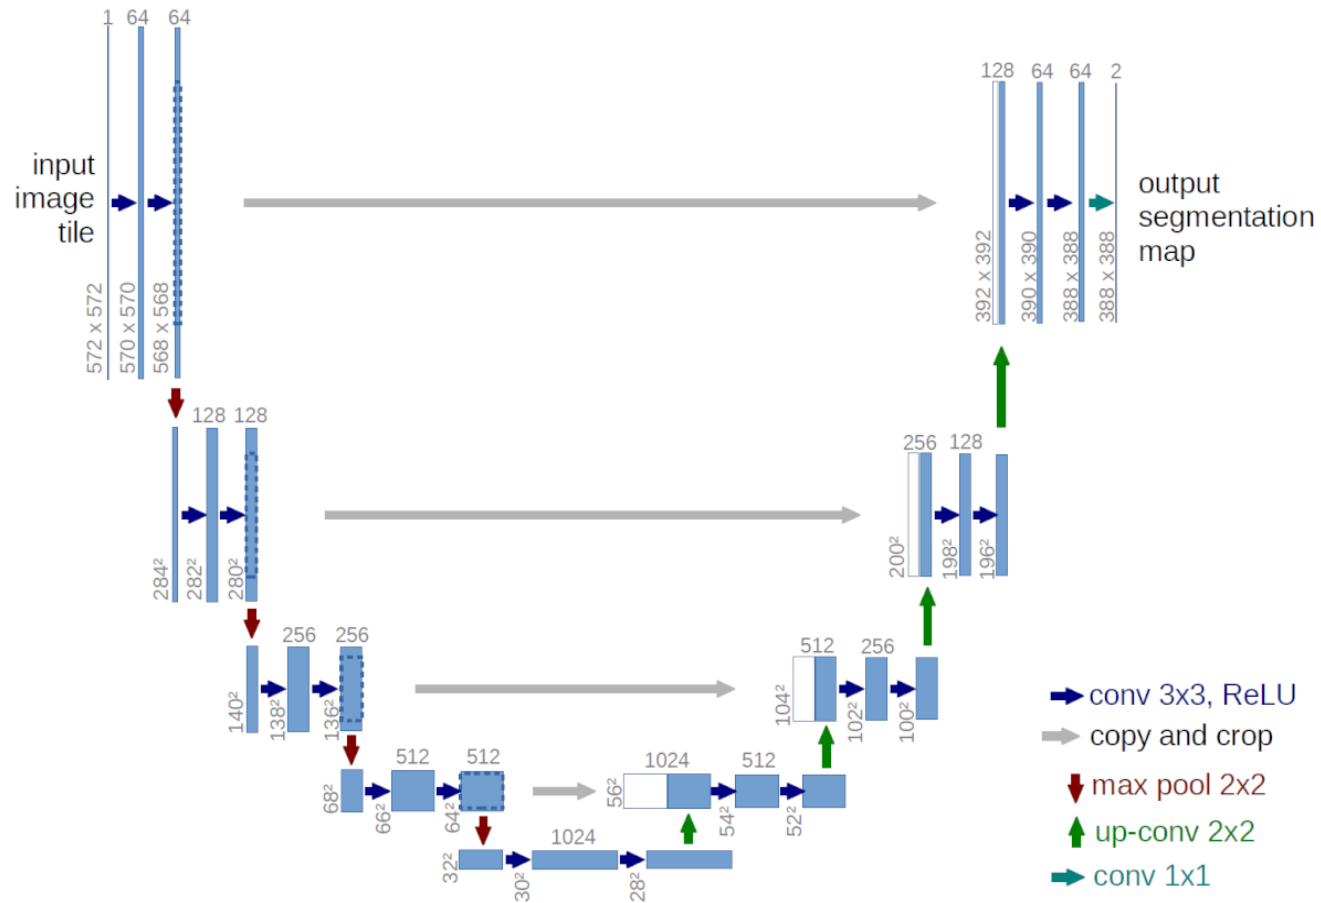 1 64 64
128 64 64 2
input
image
tile
output
segmentation
map
572 x 572
570 x 570
568 x 568
392 x 392
390 x 390
388 x 388
388 x 388
128 128
256 128
284²
282²
280²
200²
198²
196²
256 256
512 256
140²
138²
136²
104²
102²
100²
512 512
1024 512
68²
66²
64²
56²
54²
52²
1024
32²
30²
28²
conv 3x3, ReLU
copy and crop
max pool 2x2
up-conv 2x2
conv 1x1